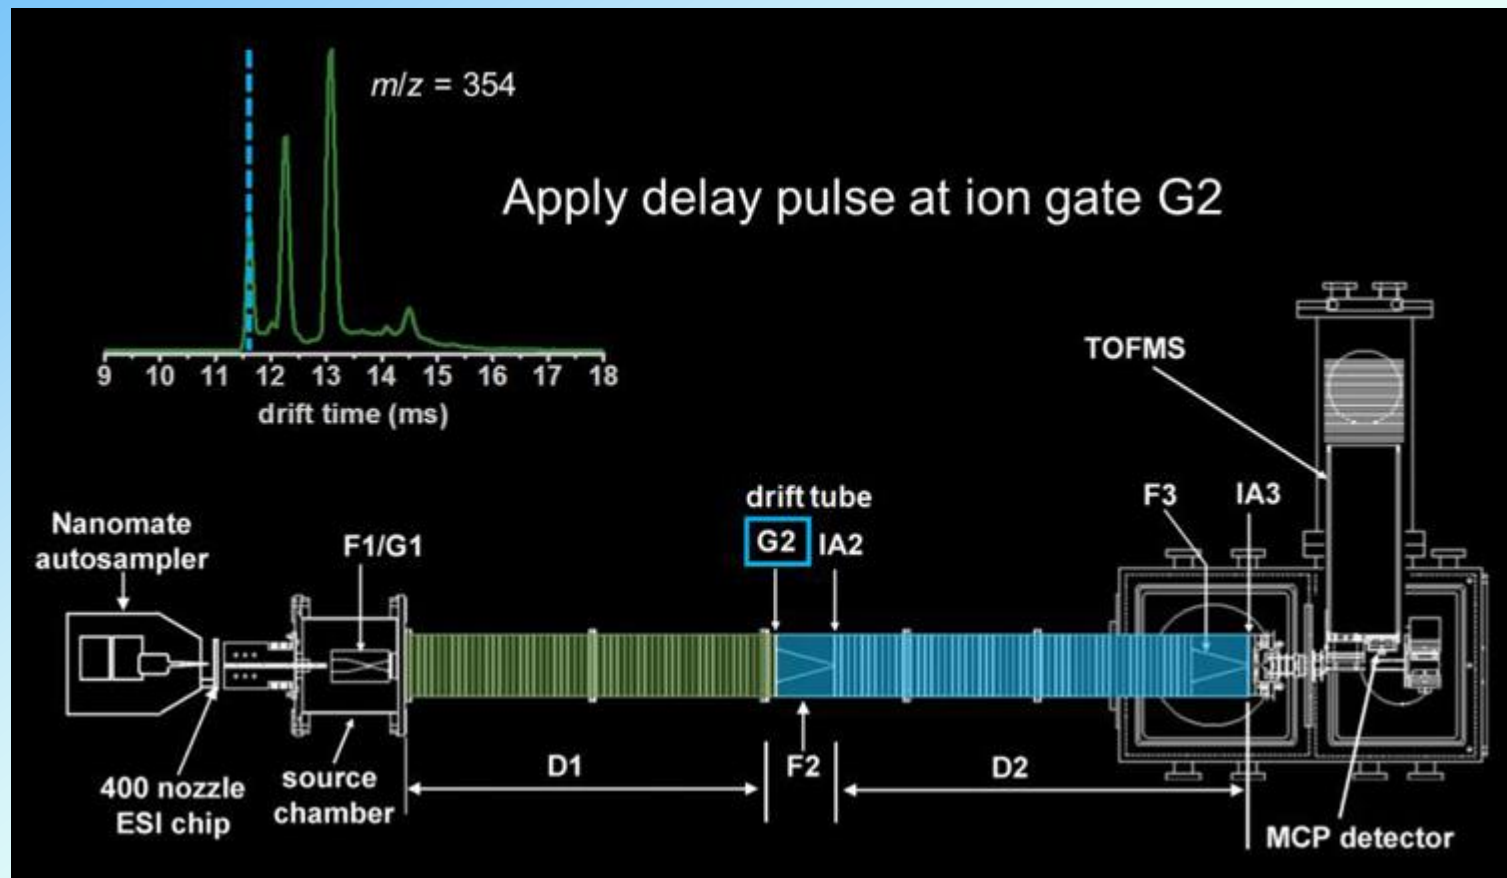 m/z = 354
Apply delay pulse at ion gate G2
9 10 11 12 13 14 15 16 17 18
drift time (ms)
TOFMS
drift tube
F3
IA3
Nanomate
autosampler
F1/G1
G2
IA2
400 nozzle
ESI chip
source
chamber
D1
F2
D2
MCP detector